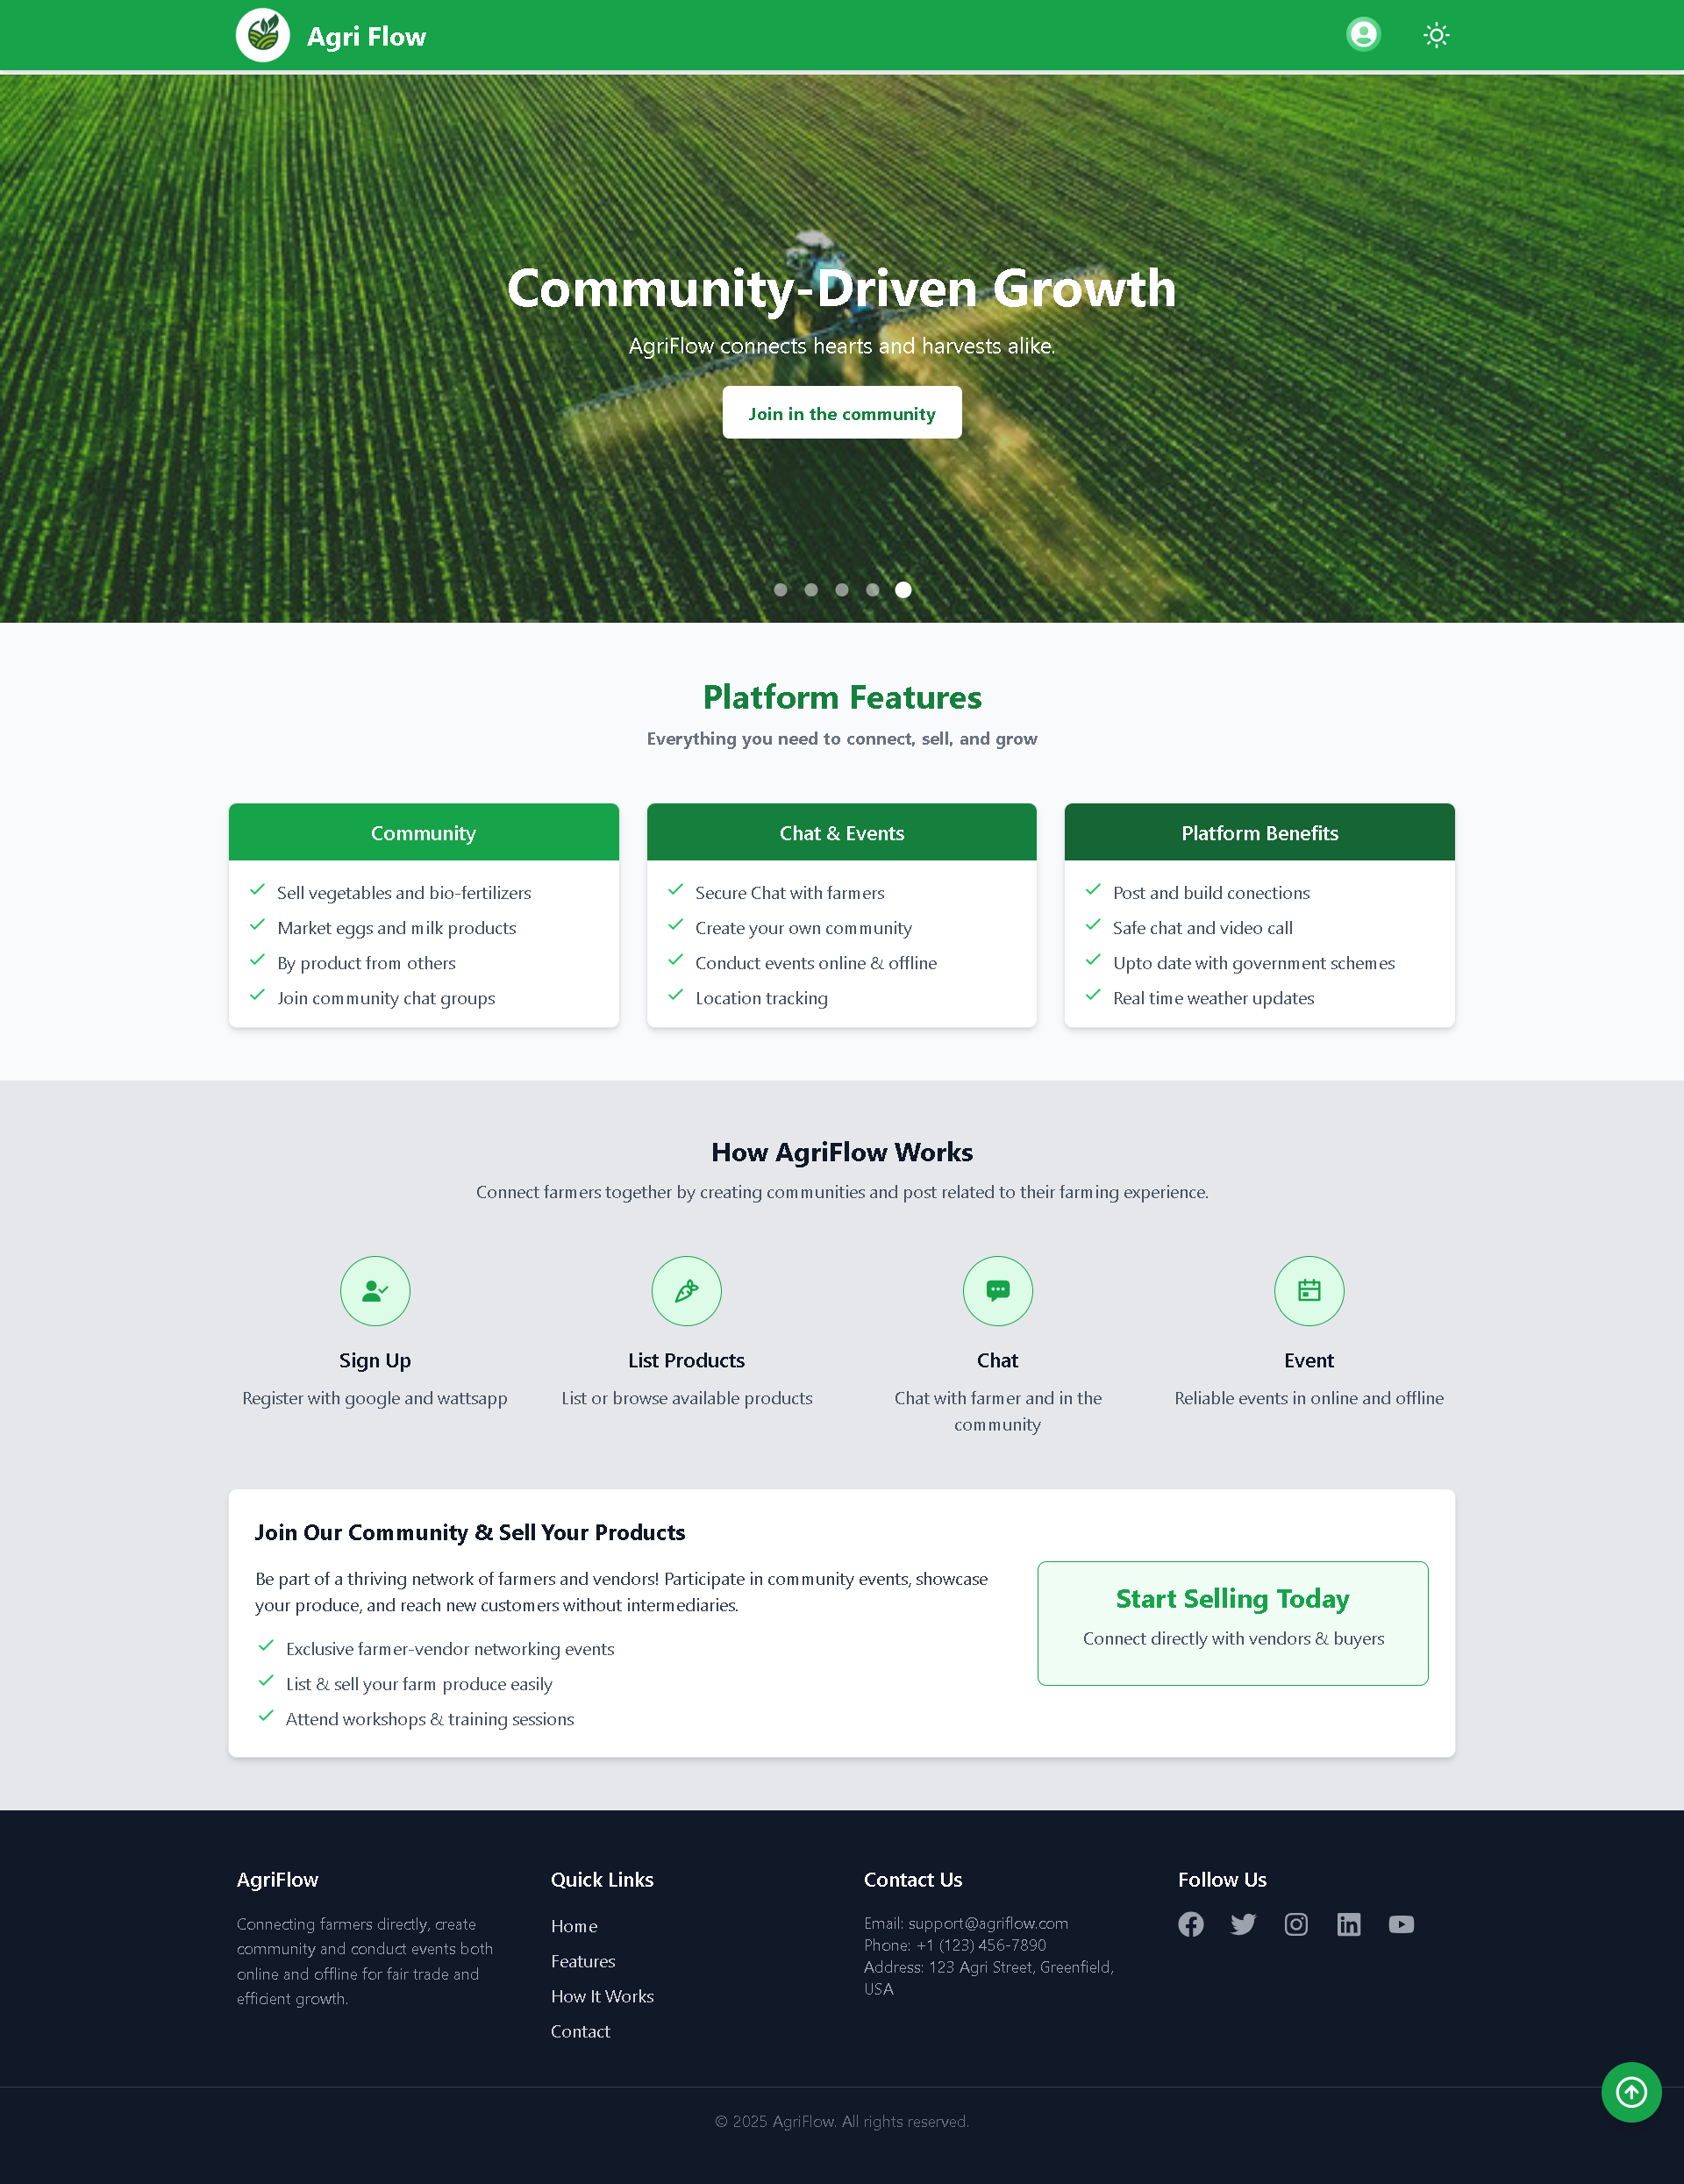 Agri Flow
Community-Driven Growth
AgriFlow connects hearts and harvests alike.
Join in the community
Platform Features
Everything you need to connect, sell, and grow
Community
Sell vegetables and bio-fertilizers
Market eggs and milk products
By product from others
Join community chat groups
Chat & Events
Secure Chat with farmers
Create your own community
Conduct events online & offline
Location tracking
Platform Benefits
Post and build conections
Safe chat and video call
Upto date with government schemes
Real time weather updates
How AgriFlow Works
Connect farmers together by creating communities and post related to their farming experience.
Sign Up
Register with google and wattsapp
List Products
List or browse available products
Chat
Chat with farmer and in the
community
Event
Reliable events in online and offline
Join Our Community & Sell Your Products
Be part of a thriving network of farmers and vendors! Participate in community events, showcase
your produce, and reach new customers without intermediaries.
Exclusive farmer-vendor networking events
List & sell your farm produce easily
Attend workshops & training sessions
Start Selling Today
Connect directly with vendors & buyers
AgriFlow
Connecting farmers directly, create
community and conduct events both
online and offline for fair trade and
efficient growth.
Quick Links
Home
Features
How It Works
Contact
Contact Us
Email: support@agriflow.com
Phone: +1 (123) 456-7890
Address: 123 Agri Street, Greenfield,
USA
Follow Us
© 2025 AgriFlow. All rights reserved.